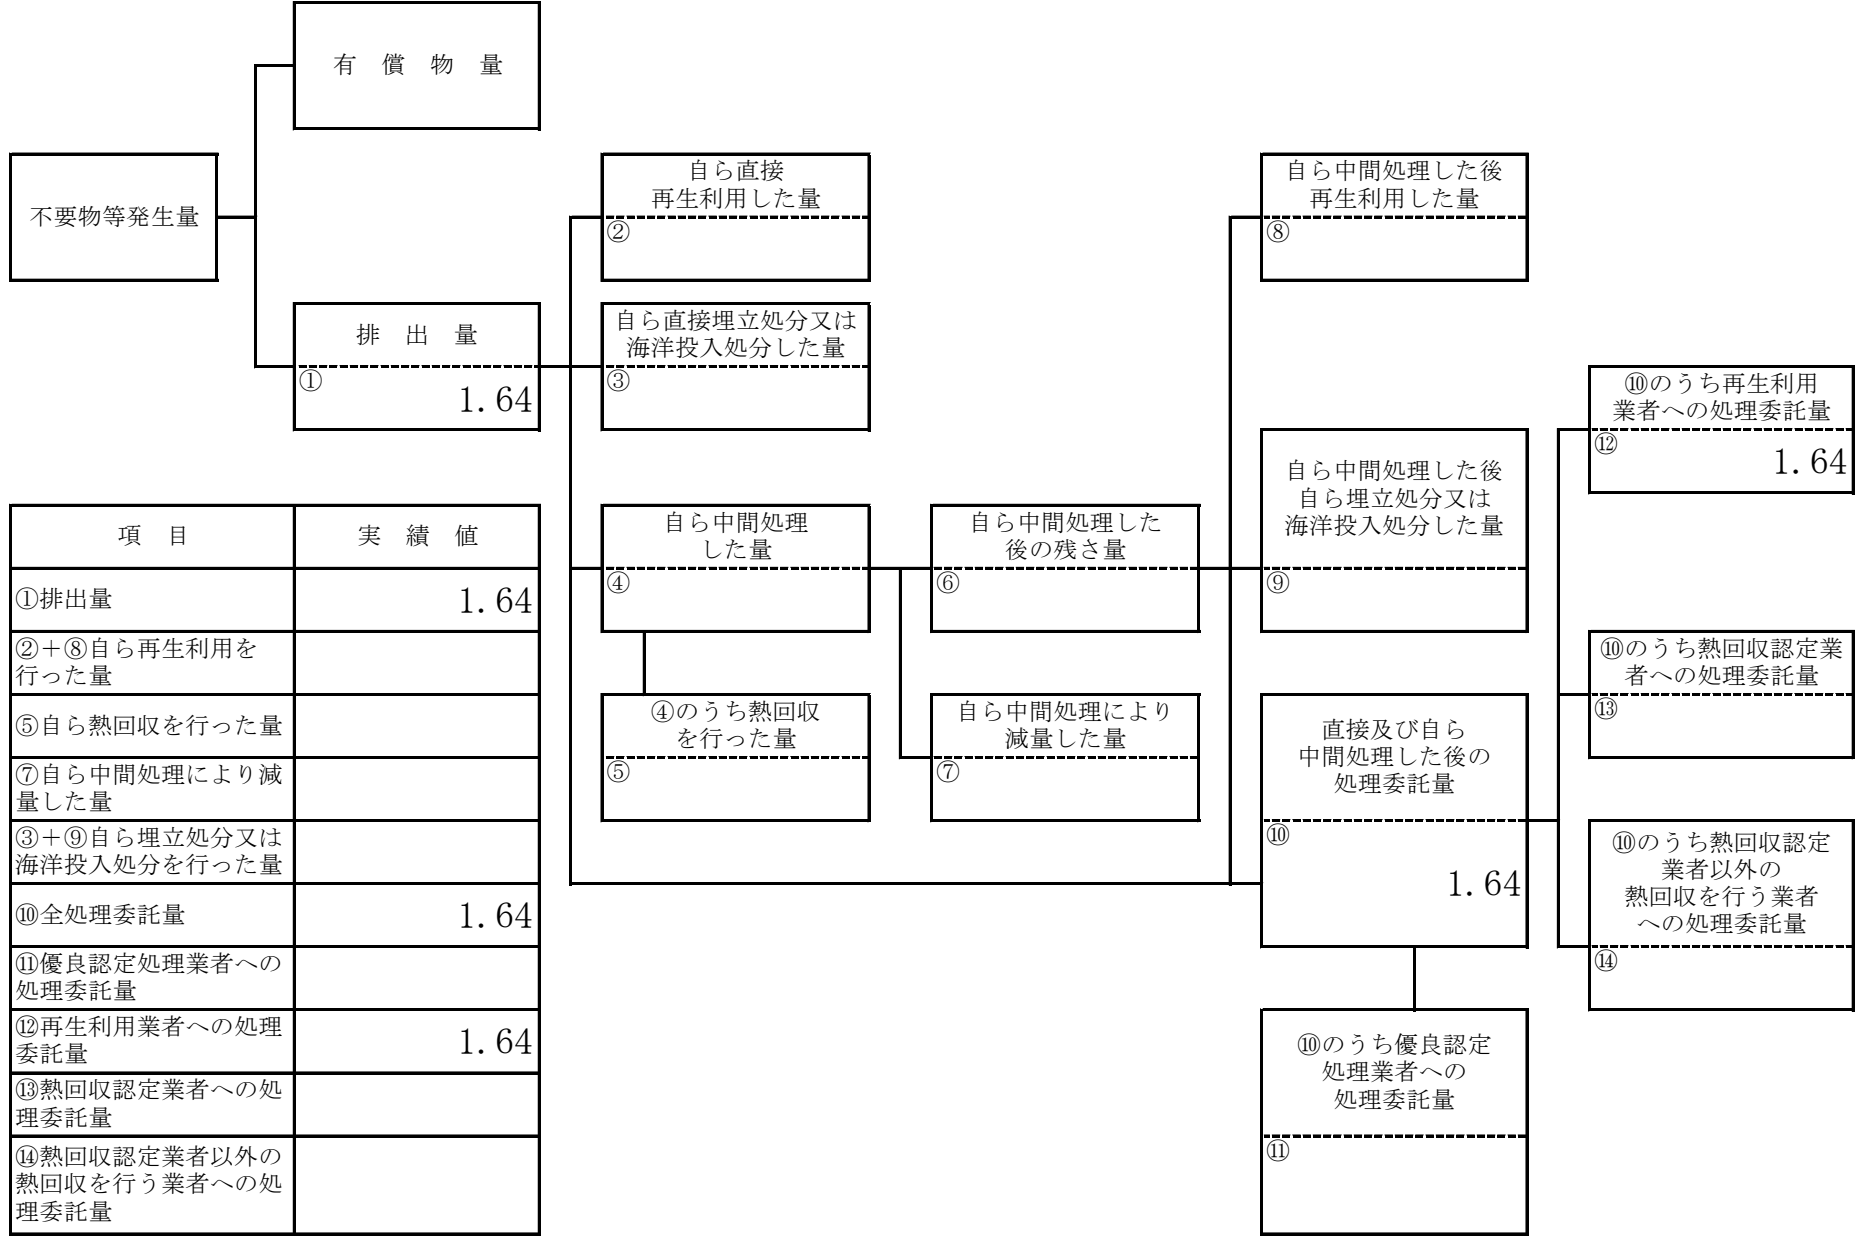 有　償　物　量
不要物等発生量
排　出　量
①
1.64
自ら直接
再生利用した量
②
自ら直接埋立処分又は
海洋投入処分した量
③
自ら中間処理
した量
④
④のうち熱回収
を行った量
⑤
自ら中間処理した
後の残さ量
⑥
自ら中間処理により
減量した量
⑦
自ら中間処理した後
再生利用した量
⑧
自ら中間処理した後
自ら埋立処分又は
海洋投入処分した量
⑨
直接及び自ら
中間処理した後の
処理委託量
⑩
1.64
⑩のうち優良認定
処理業者への
処理委託量
⑪
⑩のうち再生利用
業者への処理委託量
⑫
1.64
⑩のうち熱回収認定業
者への処理委託量
⑬
⑩のうち熱回収認定
業者以外の
熱回収を行う業者
への処理委託量
⑭
項　目　実　績　値
①排出量　1.64
②＋⑧自ら再生利用を
行った量
⑤自ら熱回収を行った量
⑦自ら中間処理により減
量した量
③＋⑨自ら埋立処分又は
海洋投入処分を行った量
⑩全処理委託量　1.64
⑪優良認定処理業者への
処理委託量
⑫再生利用業者への処理
委託量　1.64
⑬熱回収認定業者への処
理委託量
⑭熱回収認定業者以外の
熱回収を行う業者への処
理委託量